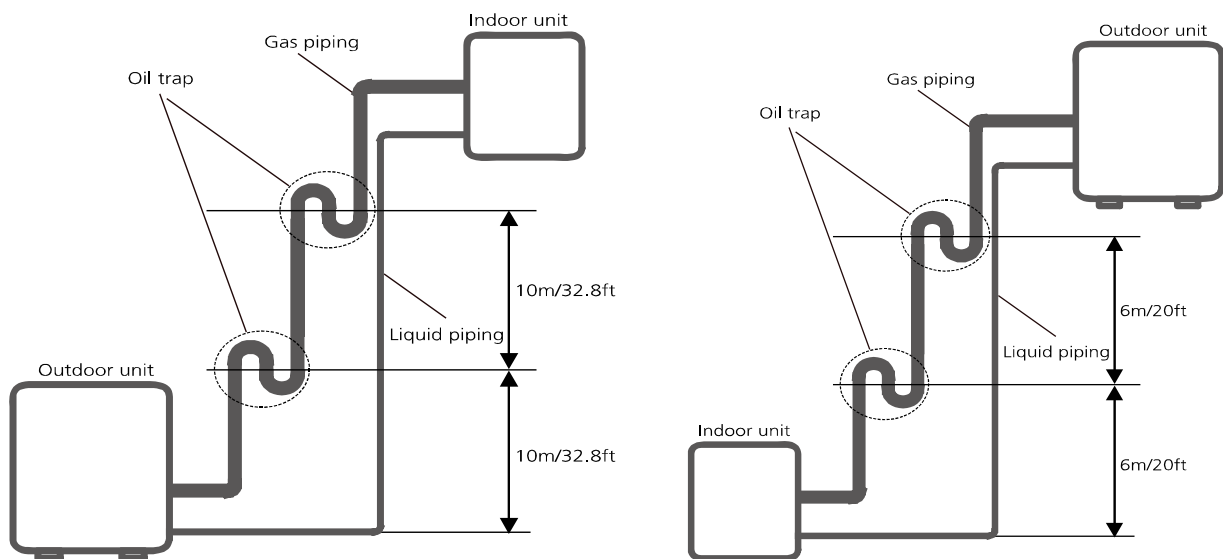 Indoor unit
Gas piping
Oil trap
10m/32.8ft
Liquid piping
Outdoor unit
10m/32.8ft
Outdoor unit
Gas piping
Oil trap
6m/20ft
Liquid piping
Indoor unit
6m/20ft